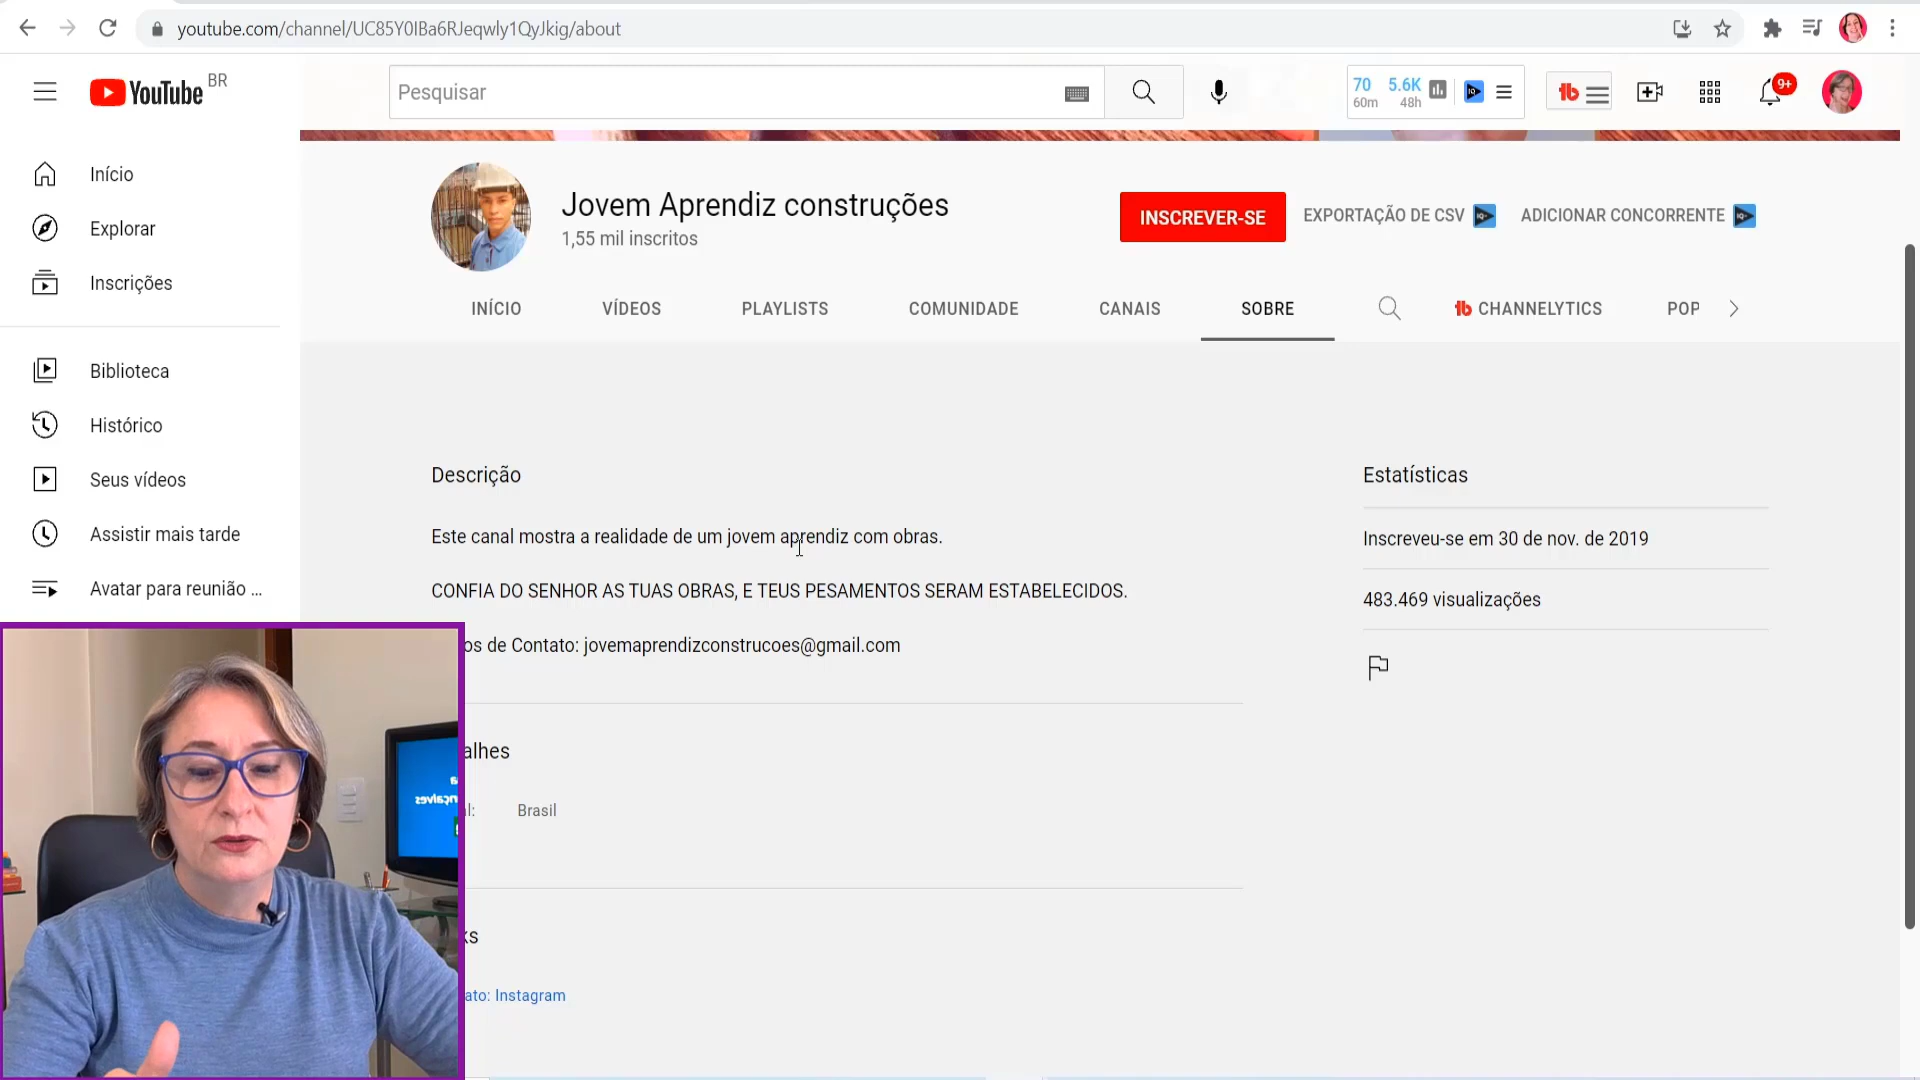 youtube.com/channel/UC85Y0IBa6RJeqwly1QyJkig/about
YouTube BR
Pesquisar
70 5.6K
60m 48h
9+
Início
Explorar
Inscrições
Biblioteca
Histórico
Seus vídeos
Assistir mais tarde
Avatar para reunião ...
Jovem Aprendiz construções
1,55 mil inscritos
INSCREVER-SE
EXPORTAÇÃO DE CSV
ADICIONAR CONCORRENTE
INÍCIO VÍDEOS PLAYLISTS COMUNIDADE CANAIS SOBRE CHANNELYTICS POP
Descrição
Este canal mostra a realidade de um jovem aprendiz com obras.
CONFIA DO SENHOR AS TUAS OBRAS, E TEUS PESAMENTOS SERAM ESTABELECIDOS.
os de Contato: jovemaprendizconstrucoes@gmail.com
alhes
Brasil
ks
ato: Instagram
Estatísticas
Inscreveu-se em 30 de nov. de 2019
483.469 visualizações